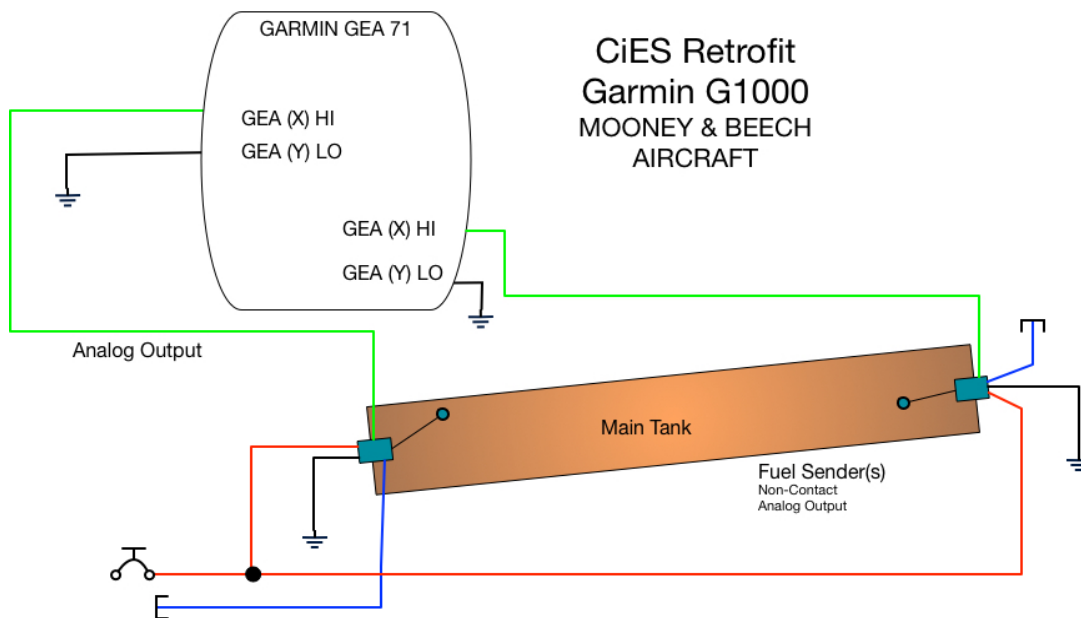 GARMIN GEA 71
GEA (X) HI
GEA (Y) LO
GEA (X) HI
GEA (Y) LO
CiES Retrofit
Garmin G1000
MOONEY & BEECH
AIRCRAFT
Analog Output
Main Tank
Fuel Sender(s)
Non-Contact
Analog Output